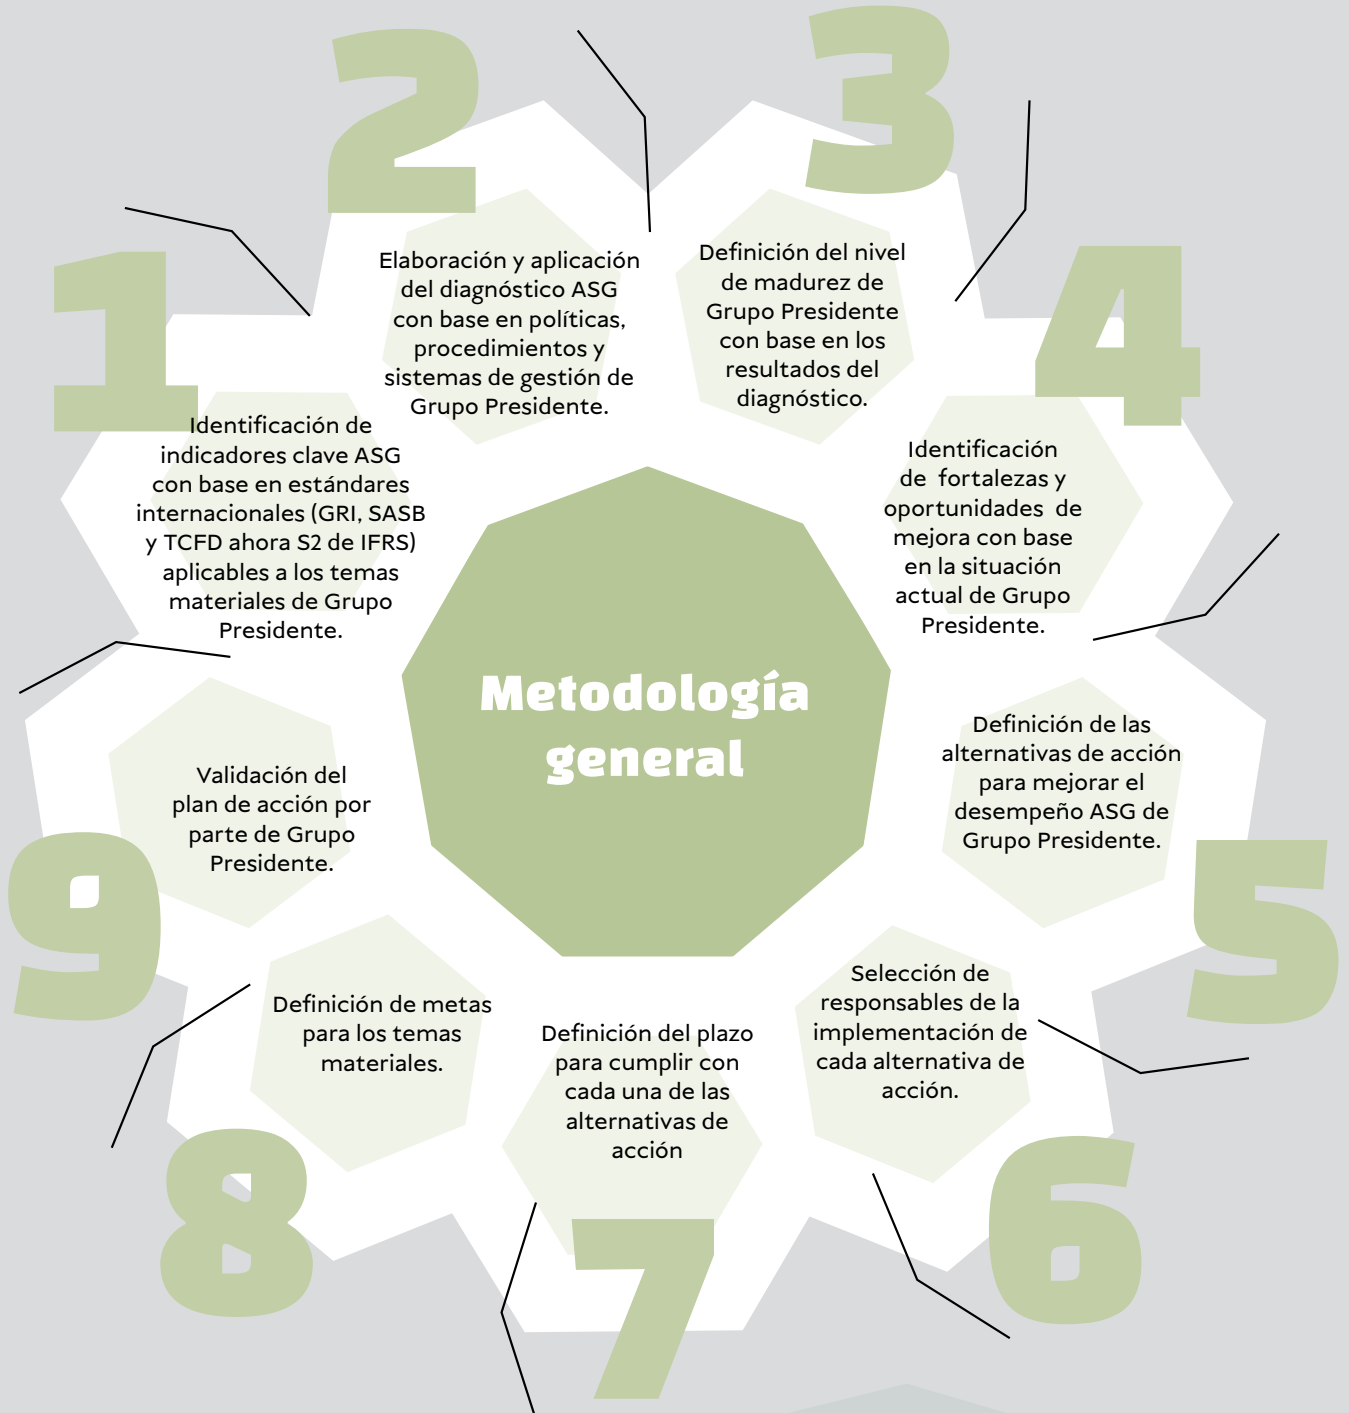 1
Identificación de
indicadores clave ASG
con base en estándares
internacionales (GRI, SASB
y TCFD ahora S2 de IFRS)
aplicables a los temas
materiales de Grupo
Presidente.
2
Elaboración y aplicación
del diagnóstico ASG
con base en políticas,
procedimientos y
sistemas de gestión de
Grupo Presidente.
3
Definición del nivel
de madurez de
Grupo Presidente
con base en los
resultados del
diagnóstico.
4
Identificación
de fortalezas y
oportunidades de
mejora con base
en la situación
actual de Grupo
Presidente.
5
Definición de las
alternativas de acción
para mejorar el
desempeño ASG de
Grupo Presidente.
6
Selección de
responsables de la
implementación de
cada alternativa de
acción.
7
Definición del plazo
para cumplir con
cada una de las
alternativas de
acción
8
Definición de metas
para los temas
materiales.
9
Validación del
plan de acción por
parte de Grupo
Presidente.
Metodología
general